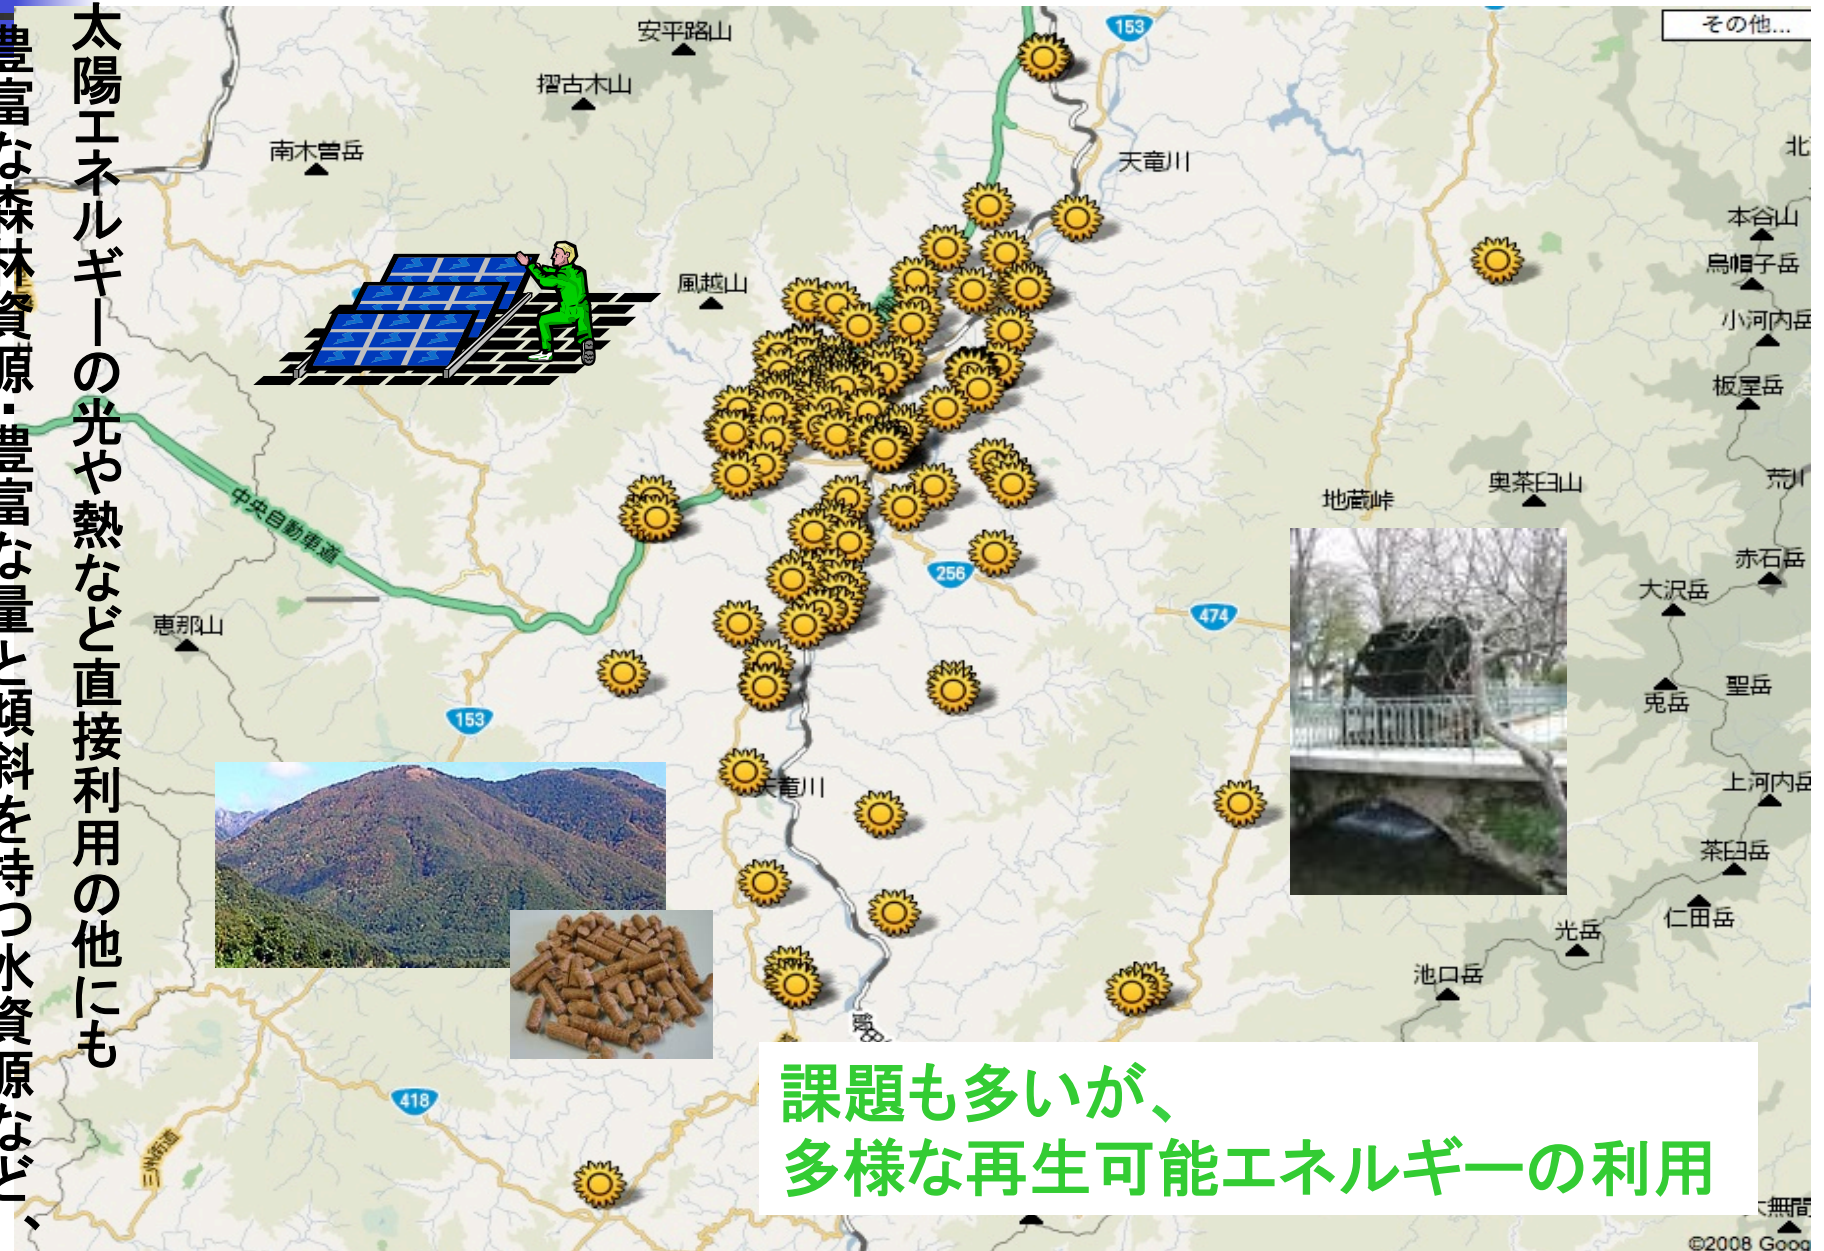 太陽エネルギーの光や熱など直接利用の他にも
豊富な森林資源・豊富な量と傾斜を持つ水資源など、
その他...
安平路山
摺古木山
南木曽岳
風越山
天竜川
153
北
本谷山
烏帽子岳
小河内岳
板屋岳
荒川
奥茶臼山
地蔵峠
赤石岳
大沢岳
聖岳
兎岳
上河内岳
茶臼岳
仁田岳
光岳
池口岳
中央自動車道
恵那山
256
474
153
天竜川
418
課題も多いが、
多様な再生可能エネルギーの利用
大無間
©2008 Goog